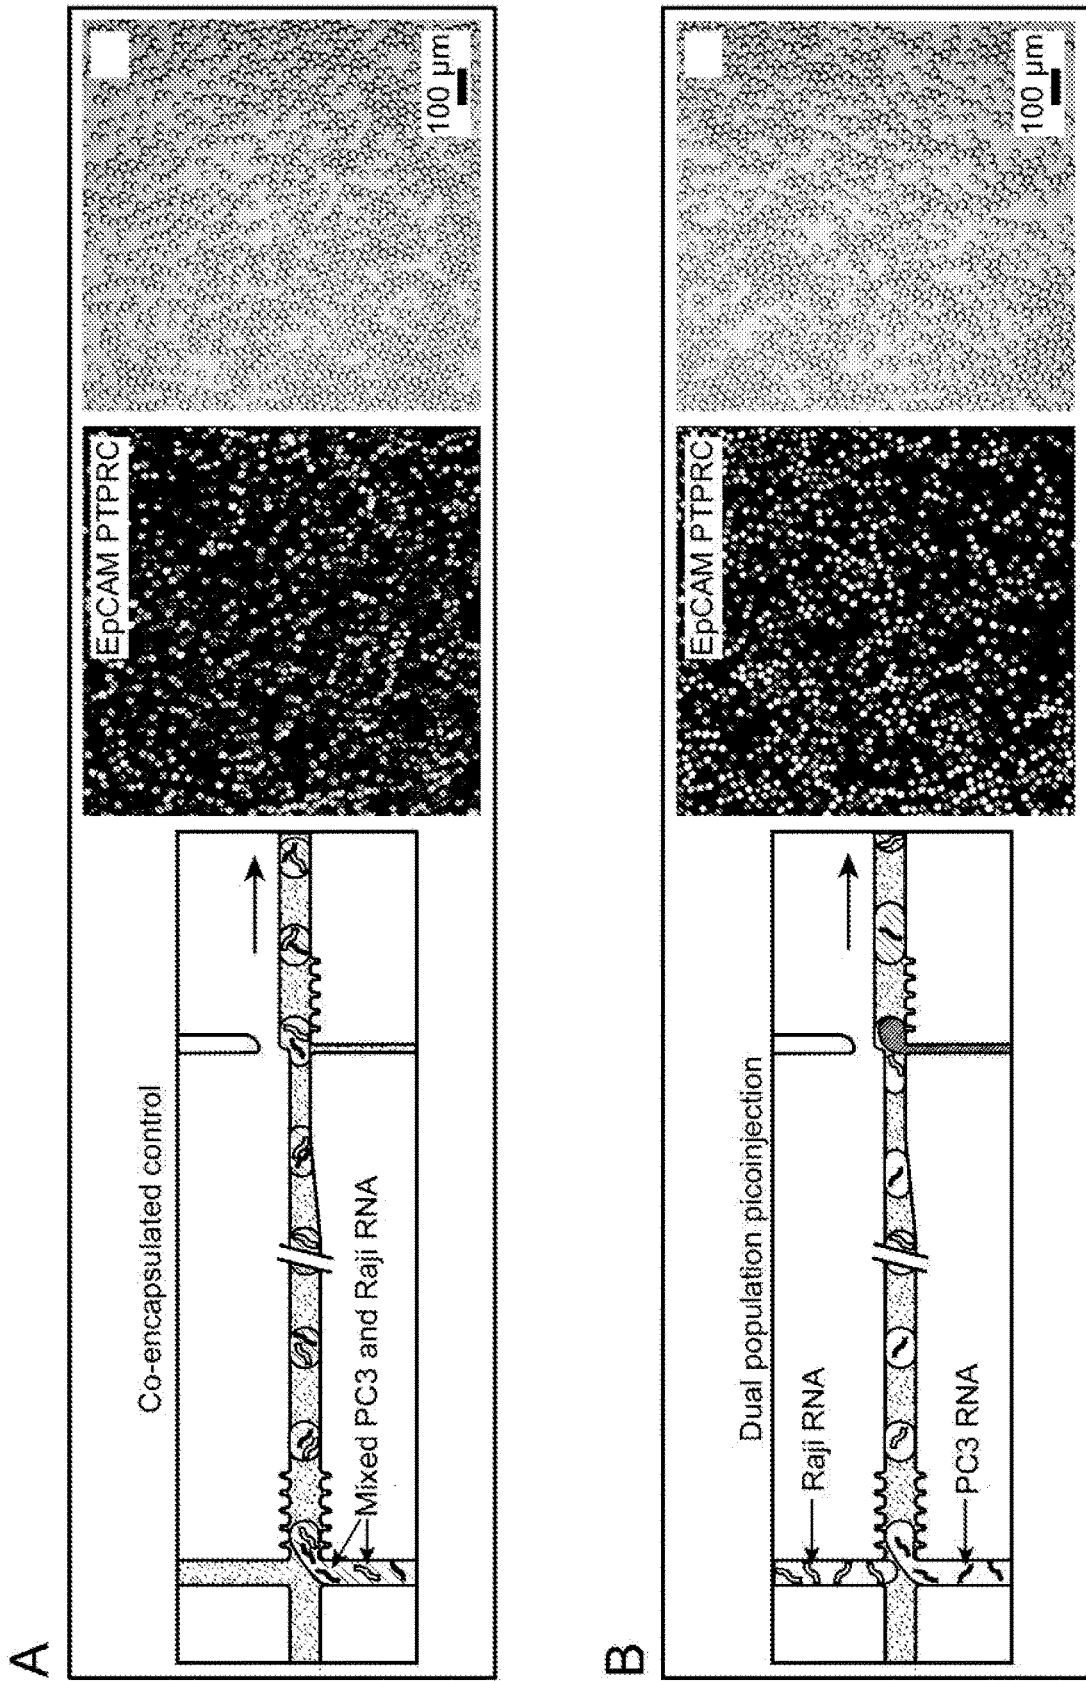 A
Co-encapsulated control
Mixed PC3 and Raji RNA
EpCAM PTPRC
100 µm
B
Dual population picoinjection
Raji RNA
PC3 RNA
EpCAM PTPRC
100 µm